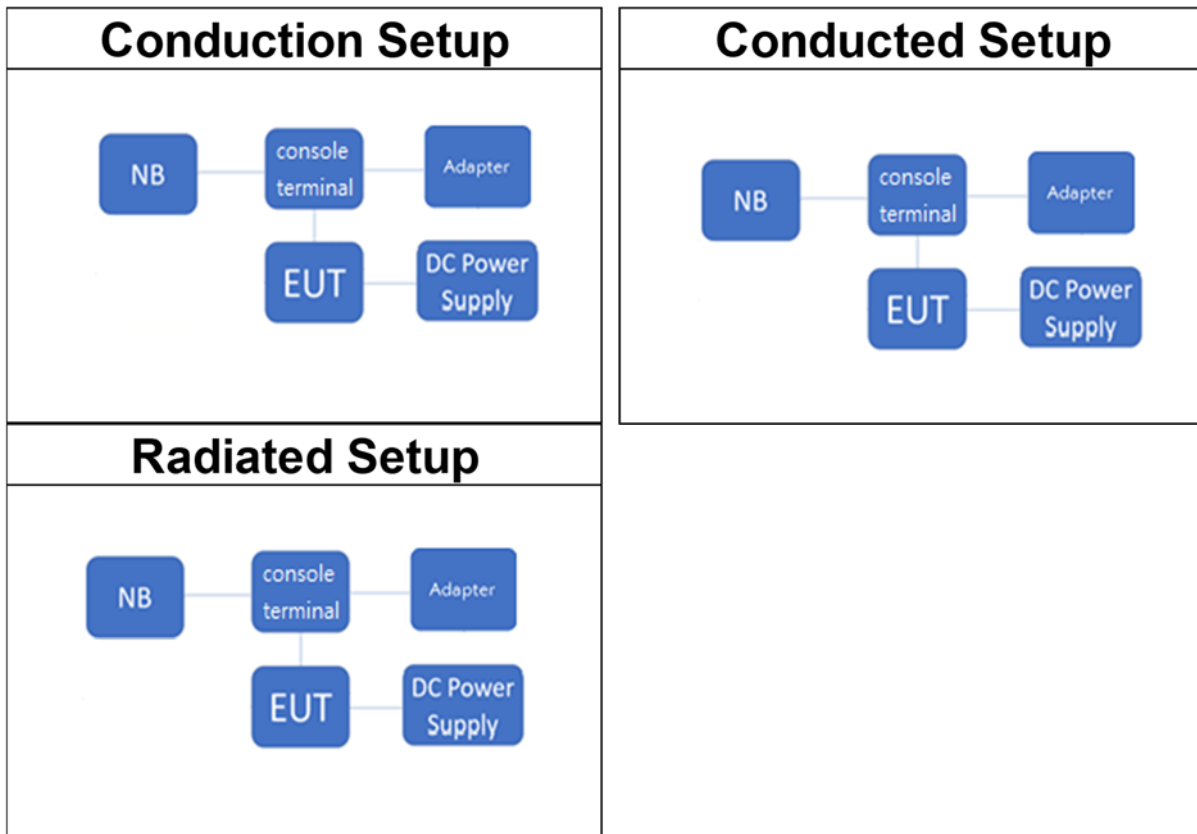 Conduction Setup
NB
console
terminal
Adapter
EUT
DC Power
Supply
Conducted Setup
NB
console
terminal
Adapter
EUT
DC Power
Supply
Radiated Setup
NB
console
terminal
Adapter
EUT
DC Power
Supply